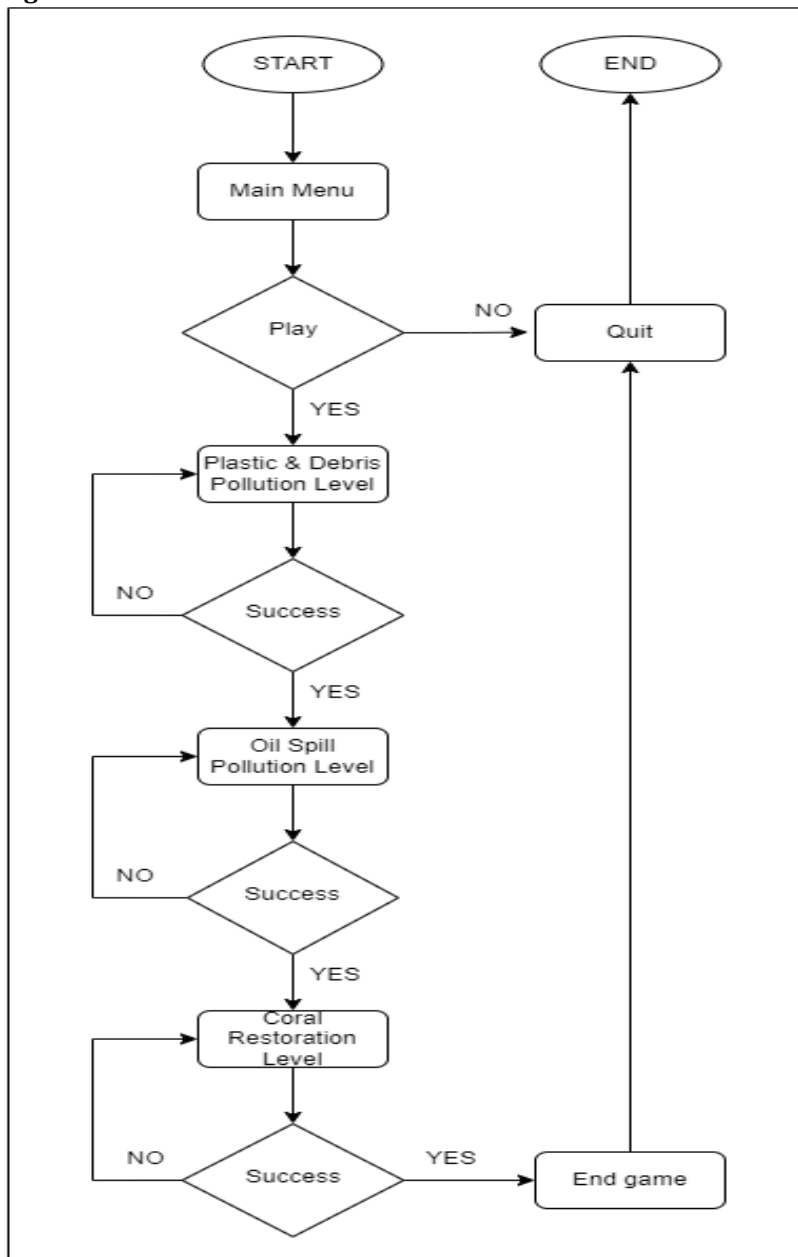 START
END
Main Menu
Play
NO
Quit
YES
Plastic & Debris
Pollution Level
NO
Success
YES
Oil Spill
Pollution Level
NO
Success
YES
Coral
Restoration
Level
NO
Success
YES
End game